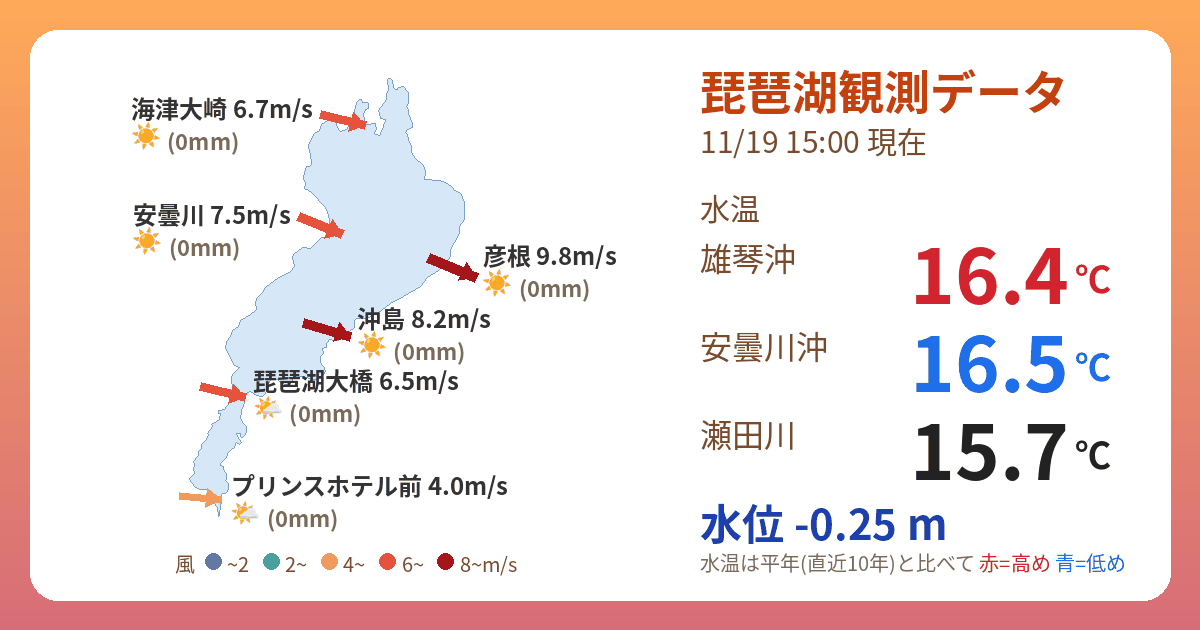 海津大崎 6.7m/s
(0mm)
安曇川 7.5m/s
(0mm)
彦根 9.8m/s
(0mm)
沖島 8.2m/s
(0mm)
琵琶湖大橋 6.5m/s
(0mm)
プリンスホテル前 4.0m/s
(0mm)
風 ~2 2~ 4~ 6~ 8~m/s
琵琶湖観測データ
11/19 15:00 現在
水温
雄琴沖 16.4℃
安曇川沖 16.5℃
瀬田川 15.7℃
水位 -0.25 m
水温は平年(直近10年)と比べて 赤=高め 青=低め